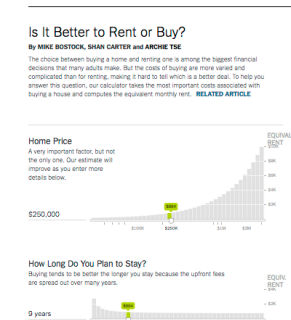 Is It Better to Rent or Buy?
By MIKE BOSTOCK, SHAN CARTER and ARCHIE TSE
The choice between buying a home and renting one is among the biggest financial
decisions that many adults make. But the costs of buying are more varied and
complicated than for renting, making it hard to tell which is a better deal. To help you
answer this question, our calculator takes the most important costs associated with
buying a house and computes the equivalent monthly rent. RELATED ARTICLE
Home Price
EQUIVAL
RENT
A very important factor, but not
the only one. Our estimate will
improve as you enter more
details below.
$250,000
$250K
How Long Do You Plan to Stay?
Buying tends to be better the longer you stay because the upfront fees
are spread out over many years.
EQUIV.
RENT
9 years